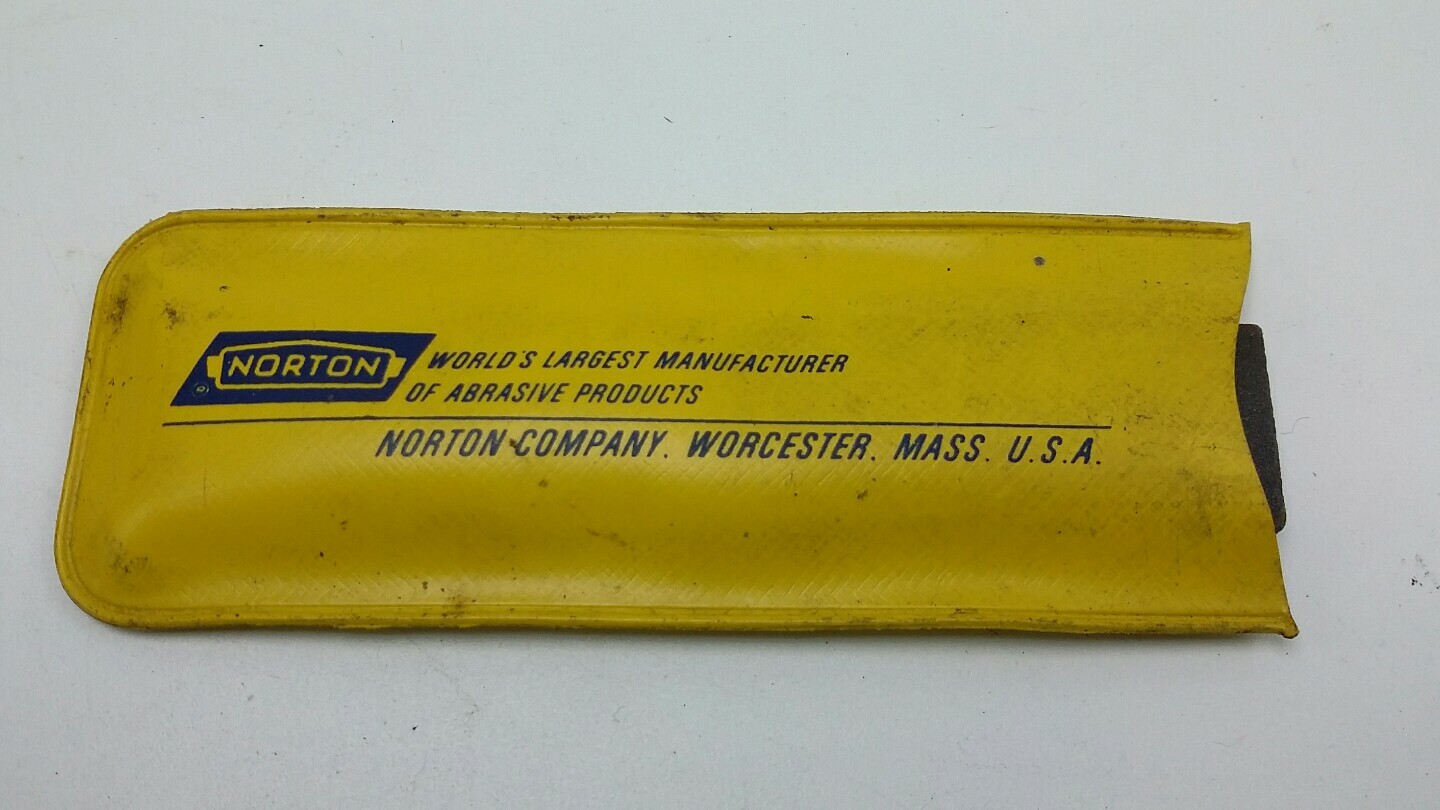 NORTON WORLD'S LARGEST MANUFACTURER
®
OF ABRASIVE PRODUCTS
NORTON COMPANY. WORCESTER. MASS. U.S.A.